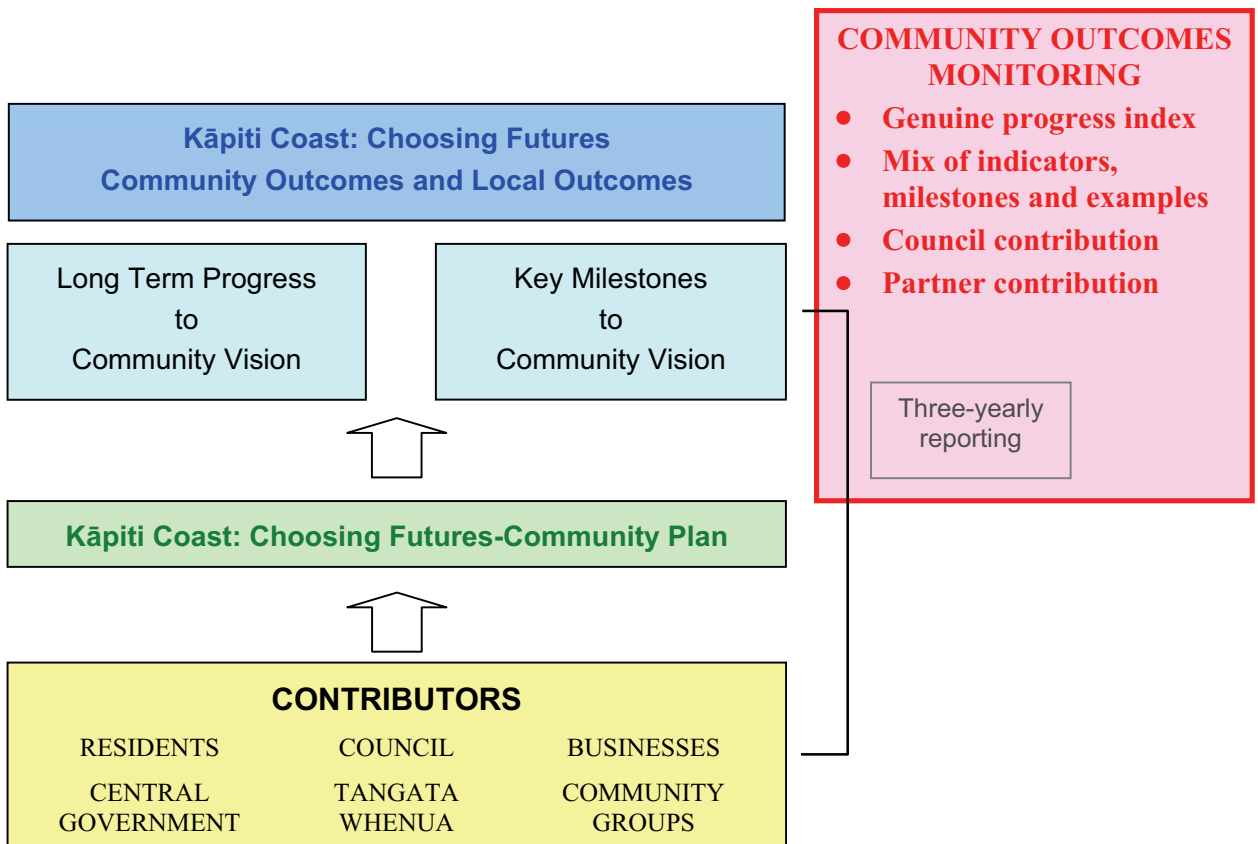 COMMUNITY OUTCOMES
MONITORING
● Genuine progress index
● Mix of indicators,
milestones and examples
● Council contribution
● Partner contribution
Three-yearly
reporting
Kāpiti Coast: Choosing Futures
Community Outcomes and Local Outcomes
Long Term Progress
to
Community Vision
Key Milestones
to
Community Vision
Kāpiti Coast: Choosing Futures-Community Plan
CONTRIBUTORS
RESIDENTS
COUNCIL
BUSINESSES
CENTRAL
GOVERNMENT
TANGATA
WHENUA
COMMUNITY
GROUPS